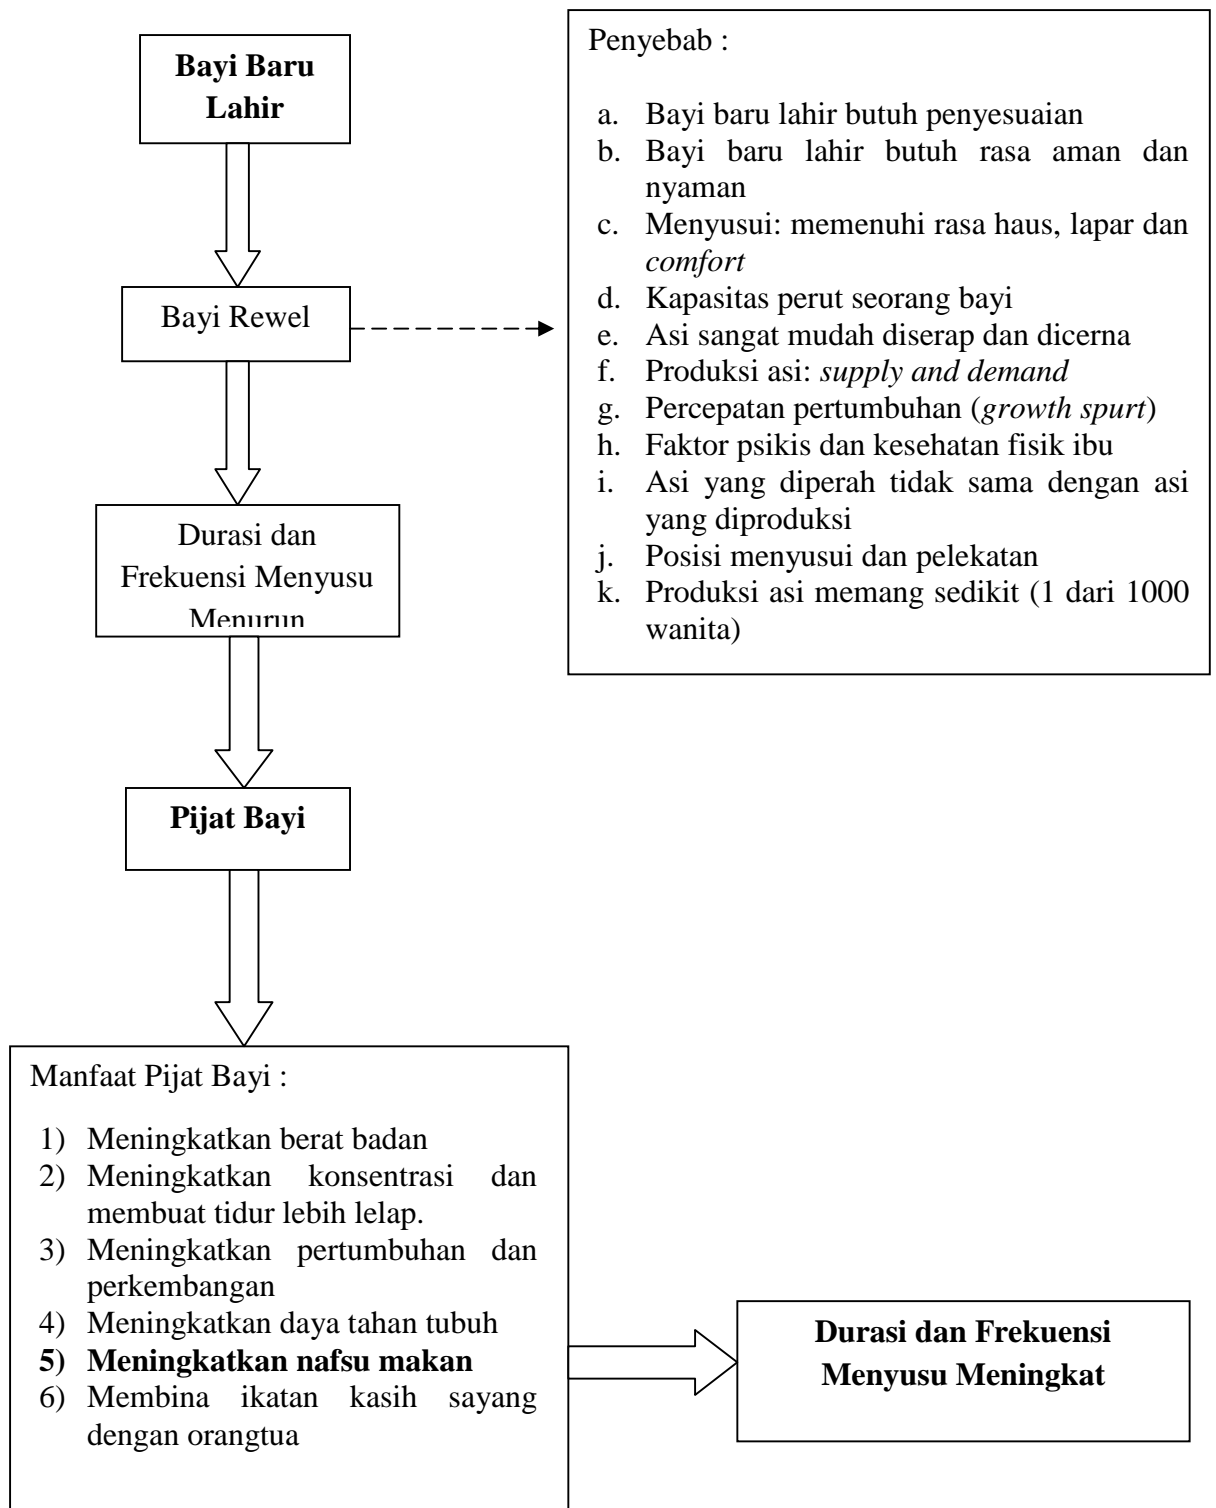 Bayi Baru
Lahir
Bayi Rewel
Durasi dan
Frekuensi Menyusu
Menurun
Pijat Bayi
Penyebab :
a. Bayi baru lahir butuh penyesuaian
b. Bayi baru lahir butuh rasa aman dan
nyaman
c. Menyusui: memenuhi rasa haus, lapar dan
comfort
d. Kapasitas perut seorang bayi
e. Asi sangat mudah diserap dan dicerna
f. Produksi asi: supply and demand
g. Percepatan pertumbuhan (growth spurt)
h. Faktor psikis dan kesehatan fisik ibu
i. Asi yang diperah tidak sama dengan asi
yang diproduksi
j. Posisi menyusui dan pelekatan
k. Produksi asi memang sedikit (1 dari 1000
wanita)
Manfaat Pijat Bayi :
1) Meningkatkan berat badan
2) Meningkatkan konsentrasi dan
membuat tidur lebih lelap.
3) Meningkatkan pertumbuhan dan
perkembangan
4) Meningkatkan daya tahan tubuh
5) Meningkatkan nafsu makan
6) Membina ikatan kasih sayang
dengan orangtua
Durasi dan Frekuensi
Menyusu Meningkat